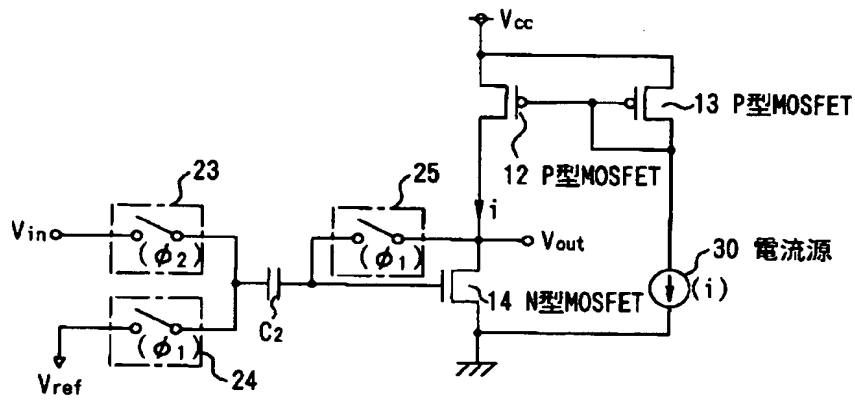 Vcc
13 P型MOSFET
12 P型MOSFET
23
25
Vin
(φ2)
(φ1)
i
Vout
30 電流源
(i)
14 N型MOSFET
C2
(φ1)
24
Vref